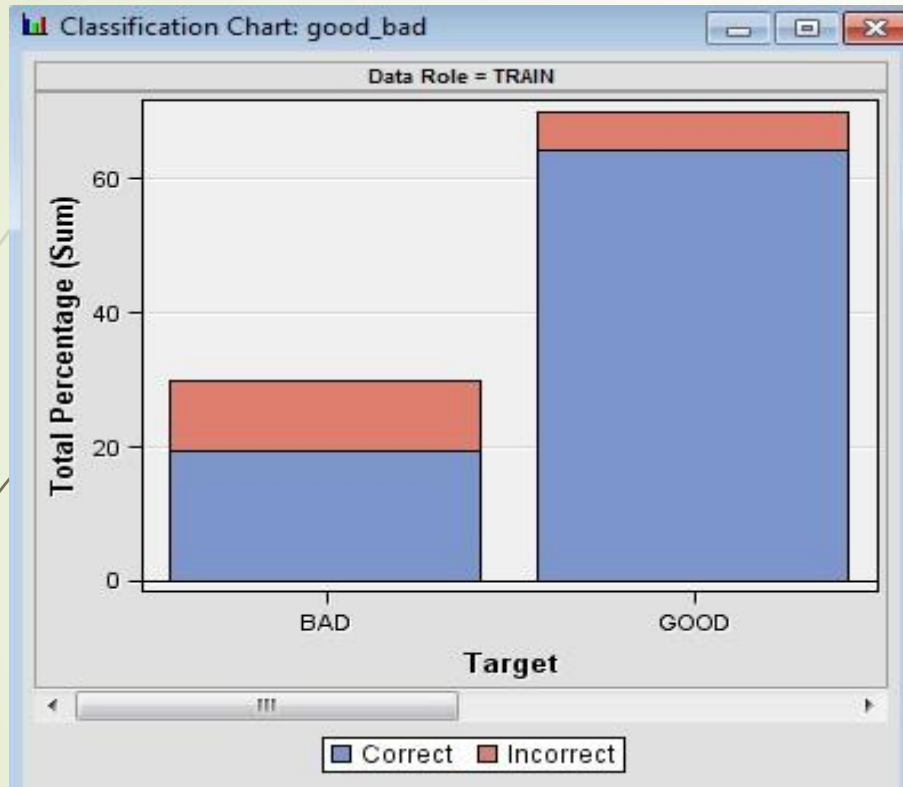 Classification Chart: good_bad
Data Role = TRAIN
Total Percentage (Sum)
60
40
20
0
BAD GOOD
Target
Correct Incorrect